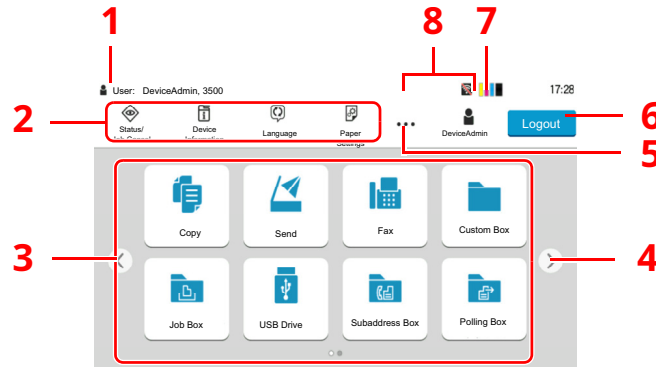 1
8
7
User: DeviceAdmin, 3500
17:28
2
Status/
Device
Language
Paper
Settings
DeviceAdmin
Logout
6
5
Copy
Send
Fax
Custom Box
3
4
Job Box
USB Drive
Subaddress Box
Polling Box